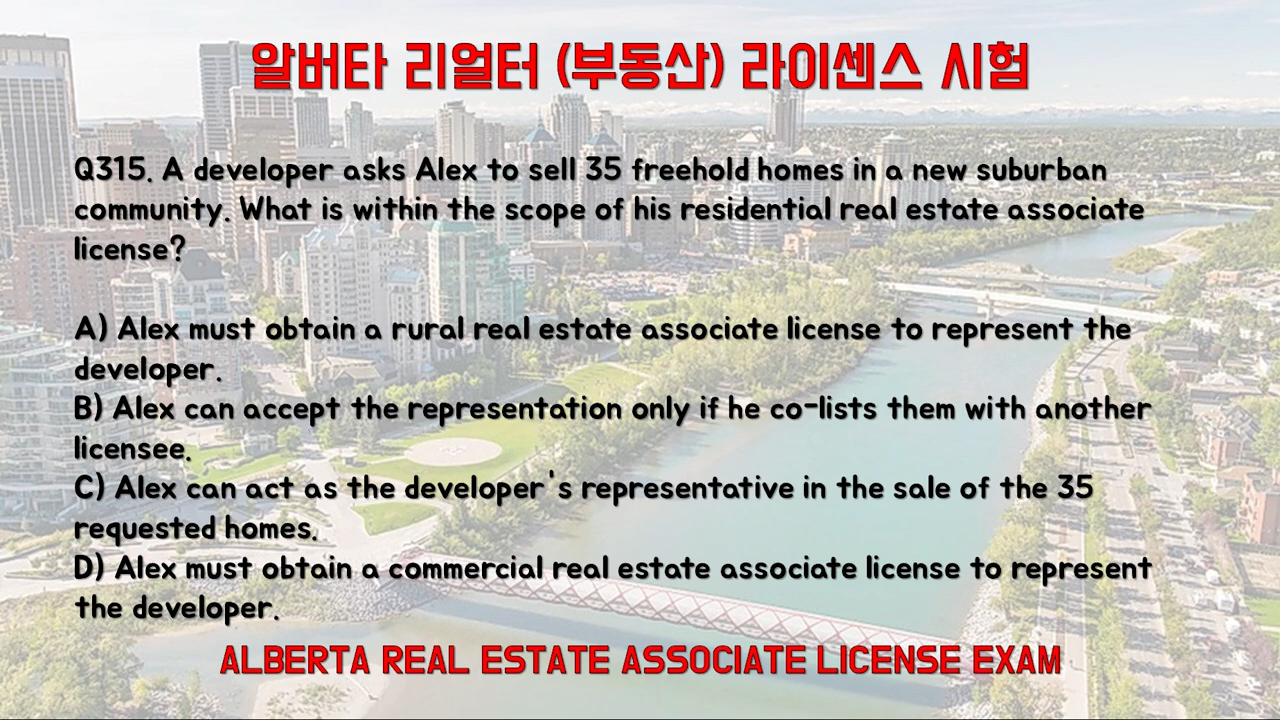 알버타 리얼터 (부동산) 라이센스 시험
Q315. A developer asks Alex to sell 35 freehold homes in a new suburban
community. What is within the scope of his residential real estate associate
license?
A) Alex must obtain a rural real estate associate license to represent the
developer.
B) Alex can accept the representation only if he co-lists them with another
licensee.
C) Alex can act as the developer's representative in the sale of the 35
requested homes.
D) Alex must obtain a commercial real estate associate license to represent
the developer.
ALBERTA REAL ESTATE ASSOCIATE LICENSE EXAM